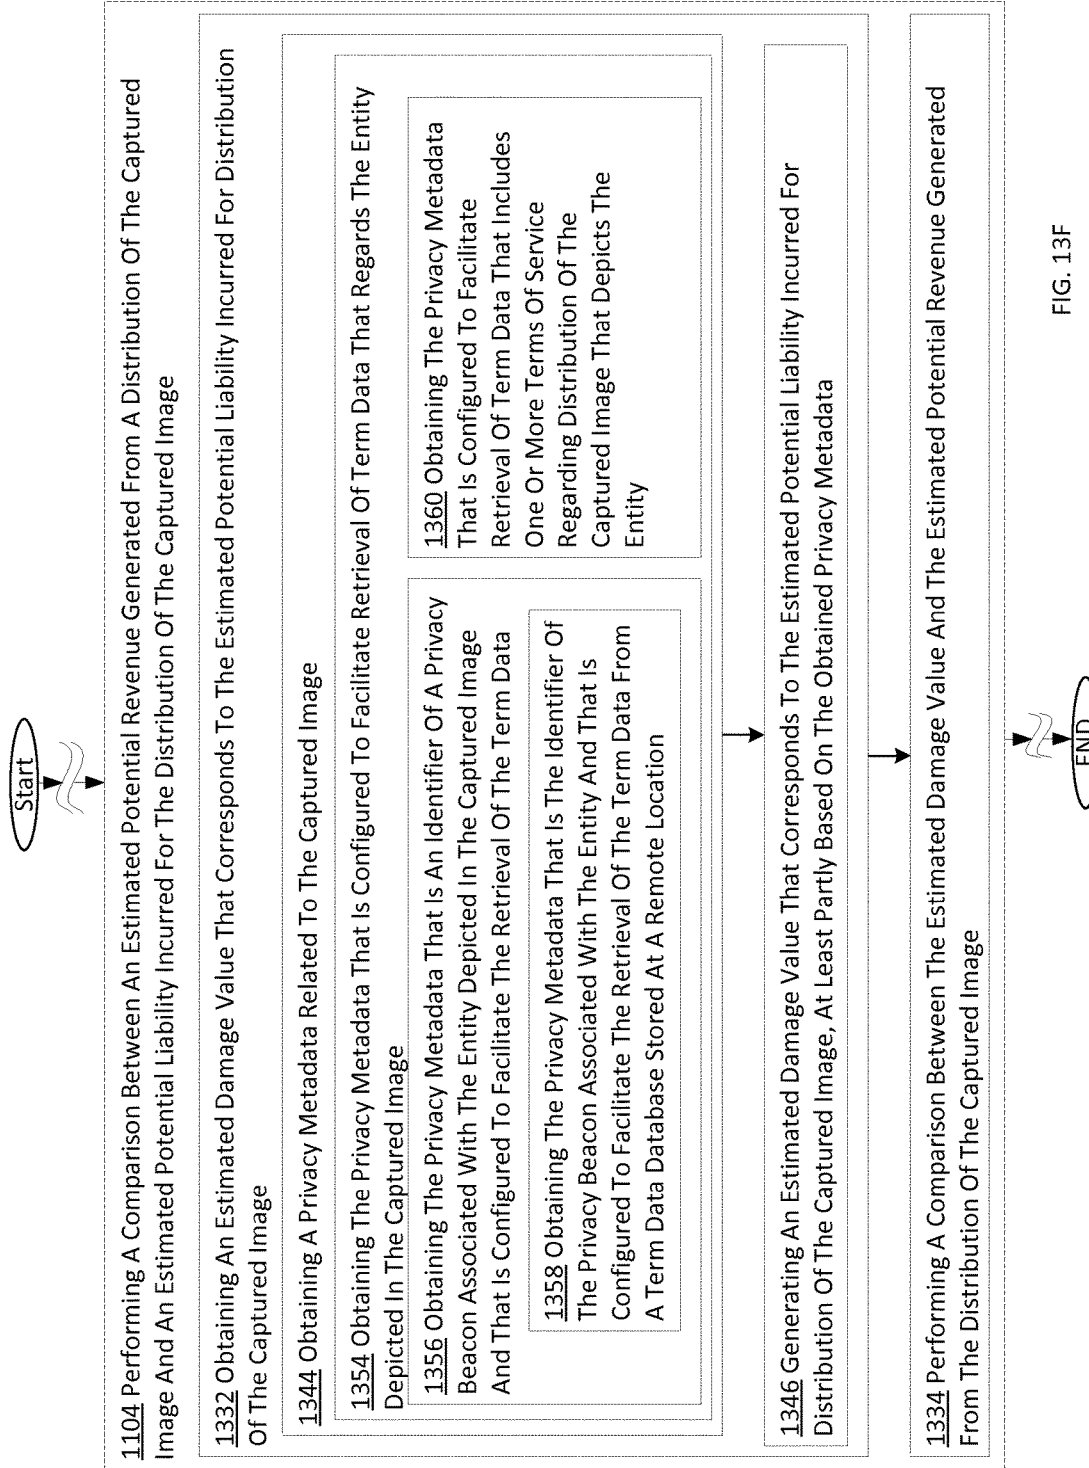 Start
1104 Performing A Comparison Between An Estimated Potential Revenue Generated From A Distribution Of The Captured
Image And An Estimated Potential Liability Incurred For The Distribution Of The Captured Image
1332 Obtaining An Estimated Damage Value That Corresponds To The Estimated Potential Liability Incurred For Distribution
Of The Captured Image
1344 Obtaining A Privacy Metadata Related To The Captured Image
1354 Obtaining The Privacy Metadata That Is Configured To Facilitate Retrieval Of Term Data That Regards The Entity
Depicted In The Captured Image
1356 Obtaining The Privacy Metadata That Is An Identifier Of A Privacy
Beacon Associated With The Entity Depicted In The Captured Image
And That Is Configured To Facilitate The Retrieval Of The Term Data
1358 Obtaining The Privacy Metadata That Is The Identifier Of
The Privacy Beacon Associated With The Entity And That Is
Configured To Facilitate The Retrieval Of The Term Data From
A Term Data Database Stored At A Remote Location
1360 Obtaining The Privacy Metadata
That Is Configured To Facilitate
Retrieval Of Term Data That Includes
One Or More Terms Of Service
Regarding Distribution Of The
Captured Image That Depicts The
Entity
1346 Generating An Estimated Damage Value That Corresponds To The Estimated Potential Liability Incurred For
Distribution Of The Captured Image, At Least Partly Based On The Obtained Privacy Metadata
1334 Performing A Comparison Between The Estimated Damage Value And The Estimated Potential Revenue Generated
From The Distribution Of The Captured Image
END
FIG. 13F